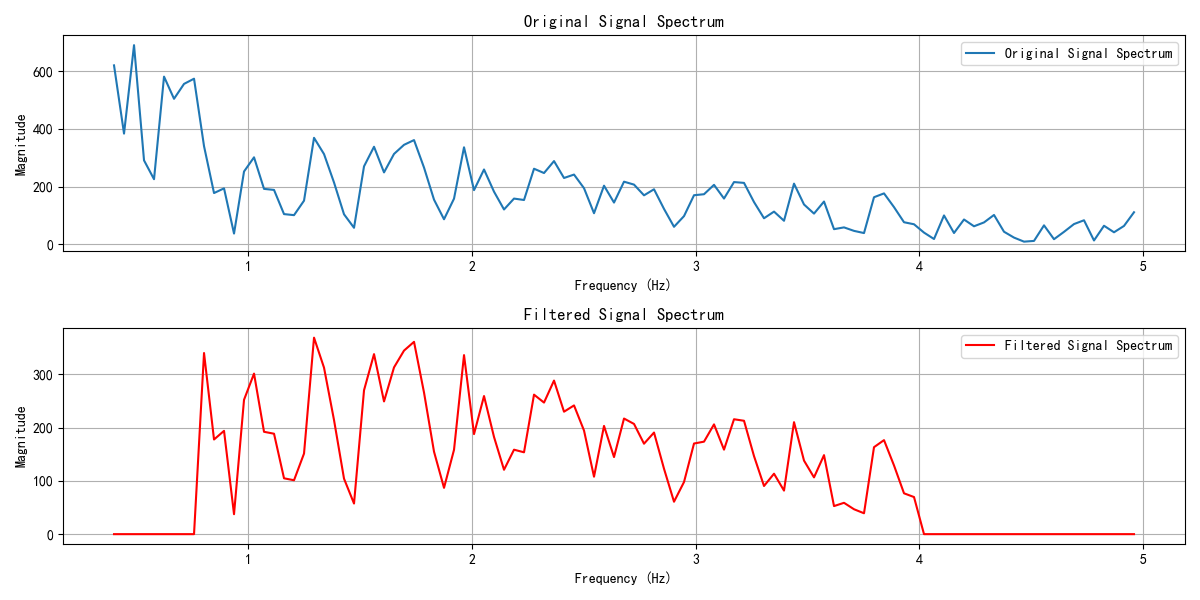 Original Signal Spectrum
Original Signal Spectrum
600
400
200
0
Magnitude
1 2 3 4 5
Frequency (Hz)
Filtered Signal Spectrum
Filtered Signal Spectrum
300
200
100
0
Magnitude
1 2 3 4 5
Frequency (Hz)